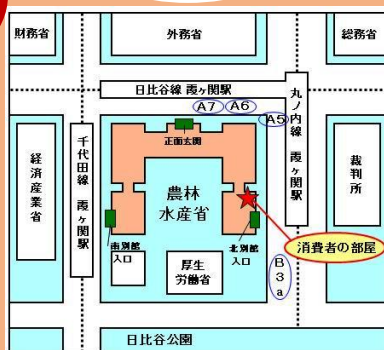 財務省
外務省
総務省
日比谷線 霞ヶ関駅
A7
A6
A5
丸ノ内線 霞ヶ関駅
正面玄関
千代田線 霞ヶ関駅
経済産業省
農林
水産省
裁判所
南別館
入口
北別館
入口
消費者の部屋
厚生
労働省
B3a
日比谷公園